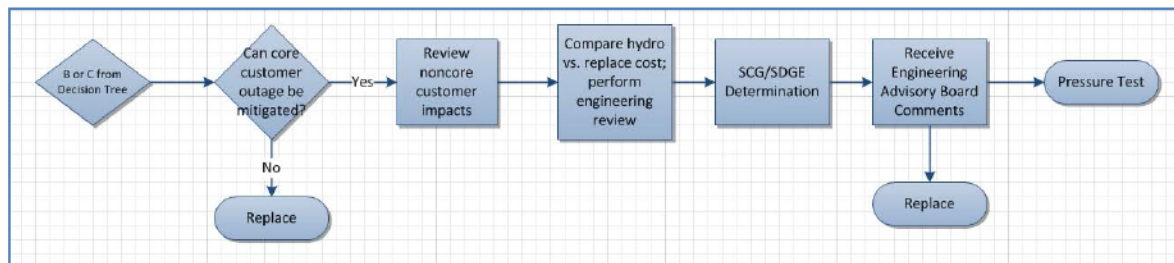 B or C from
Decision Tree
Can core
customer
outage be
mitigated?
Yes
No
Replace
Review
noncore
customer
impacts
Compare hydro
vs. replace cost;
perform
engineering
review
SCG/SDGE
Determination
Receive
Engineering
Advisory Board
Comments
Pressure Test
Replace